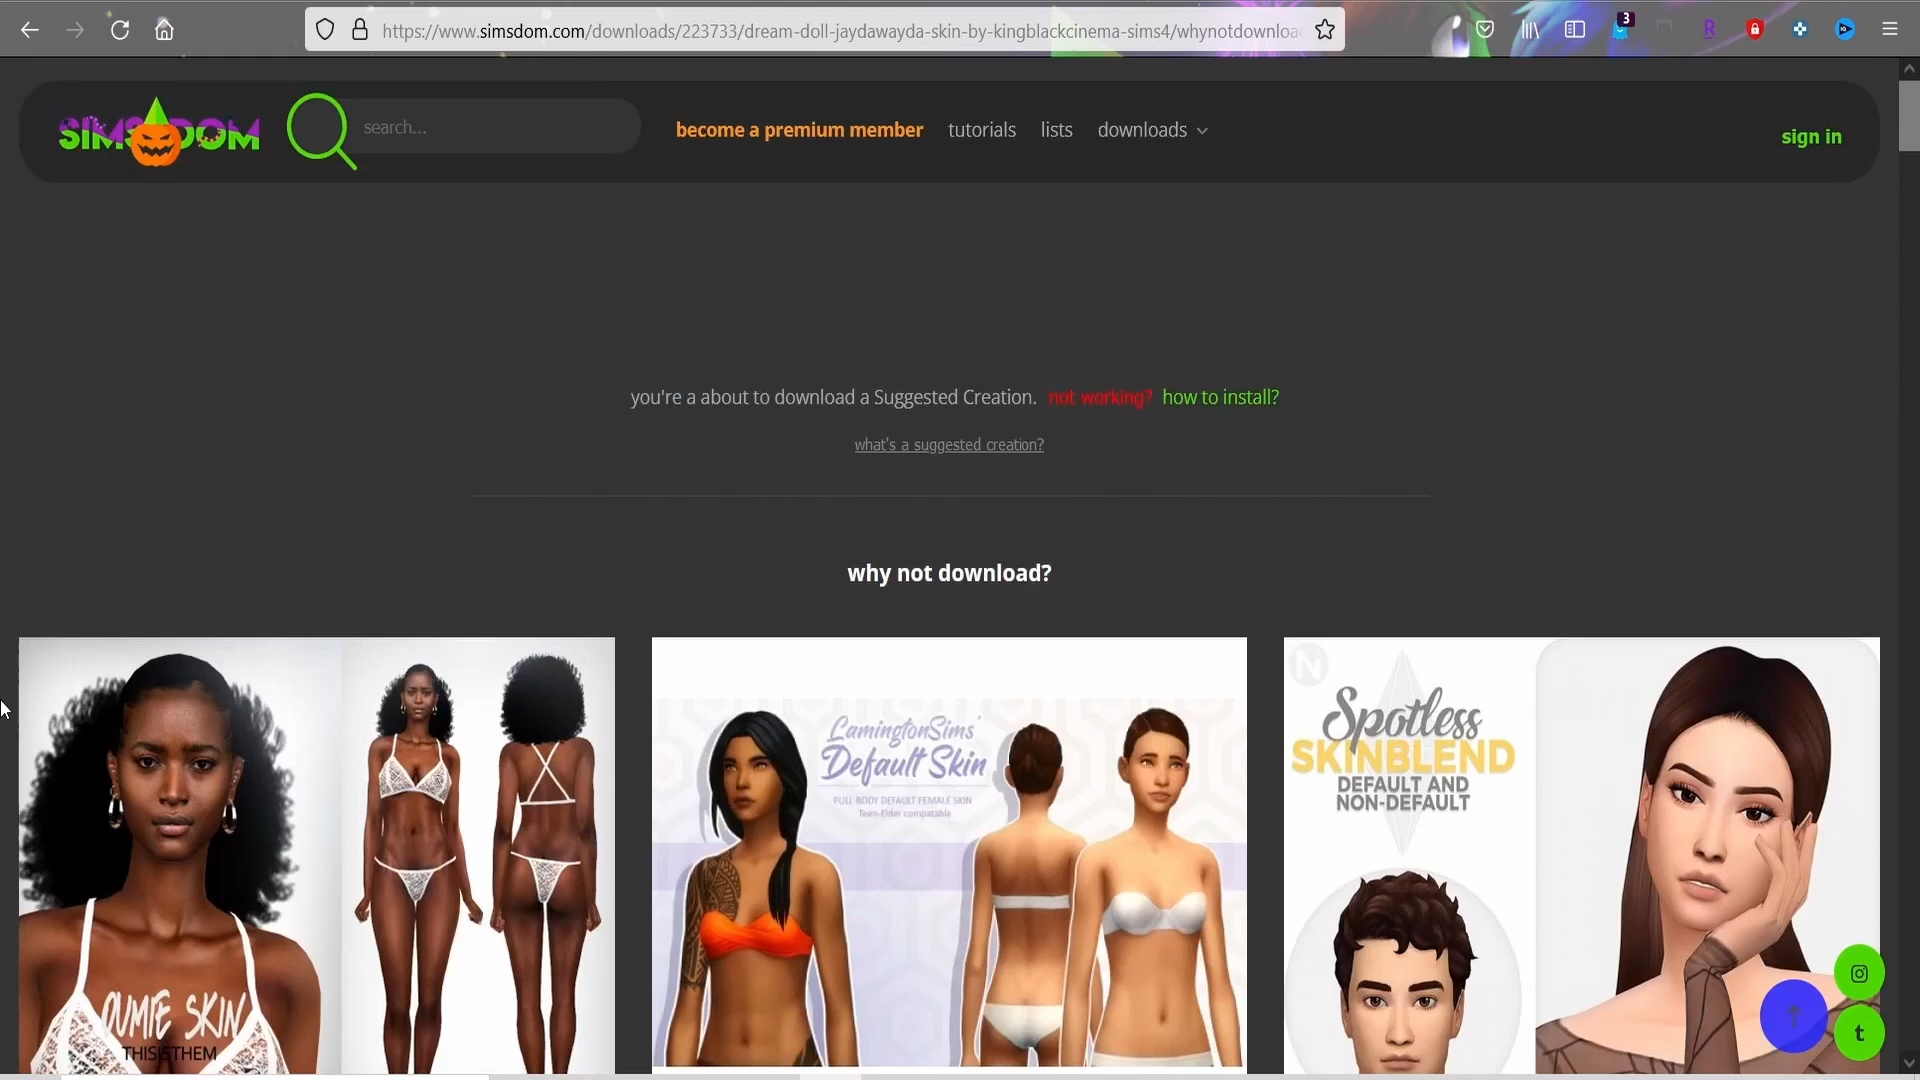 https://www.simsdom.com/downloads/223733/dream-doll-jaydawayda-skin-by-kingblackcinema-sims4/whynotdownloa
3
R
SIMSDOM
search...
become a premium member
tutorials
lists
downloads
sign in
you're a about to download a Suggested Creation. not working? how to install?
what's a suggested creation?
why not download?
OUMIE SKIN
THISISTHEM
LamingtonSims'
Default Skin
FULL BODY DEFAULT FEMALE SKIN
Teen-Elder compatable
N
Spotless
SKINBLEND
DEFAULT AND
NON-DEFAULT
t